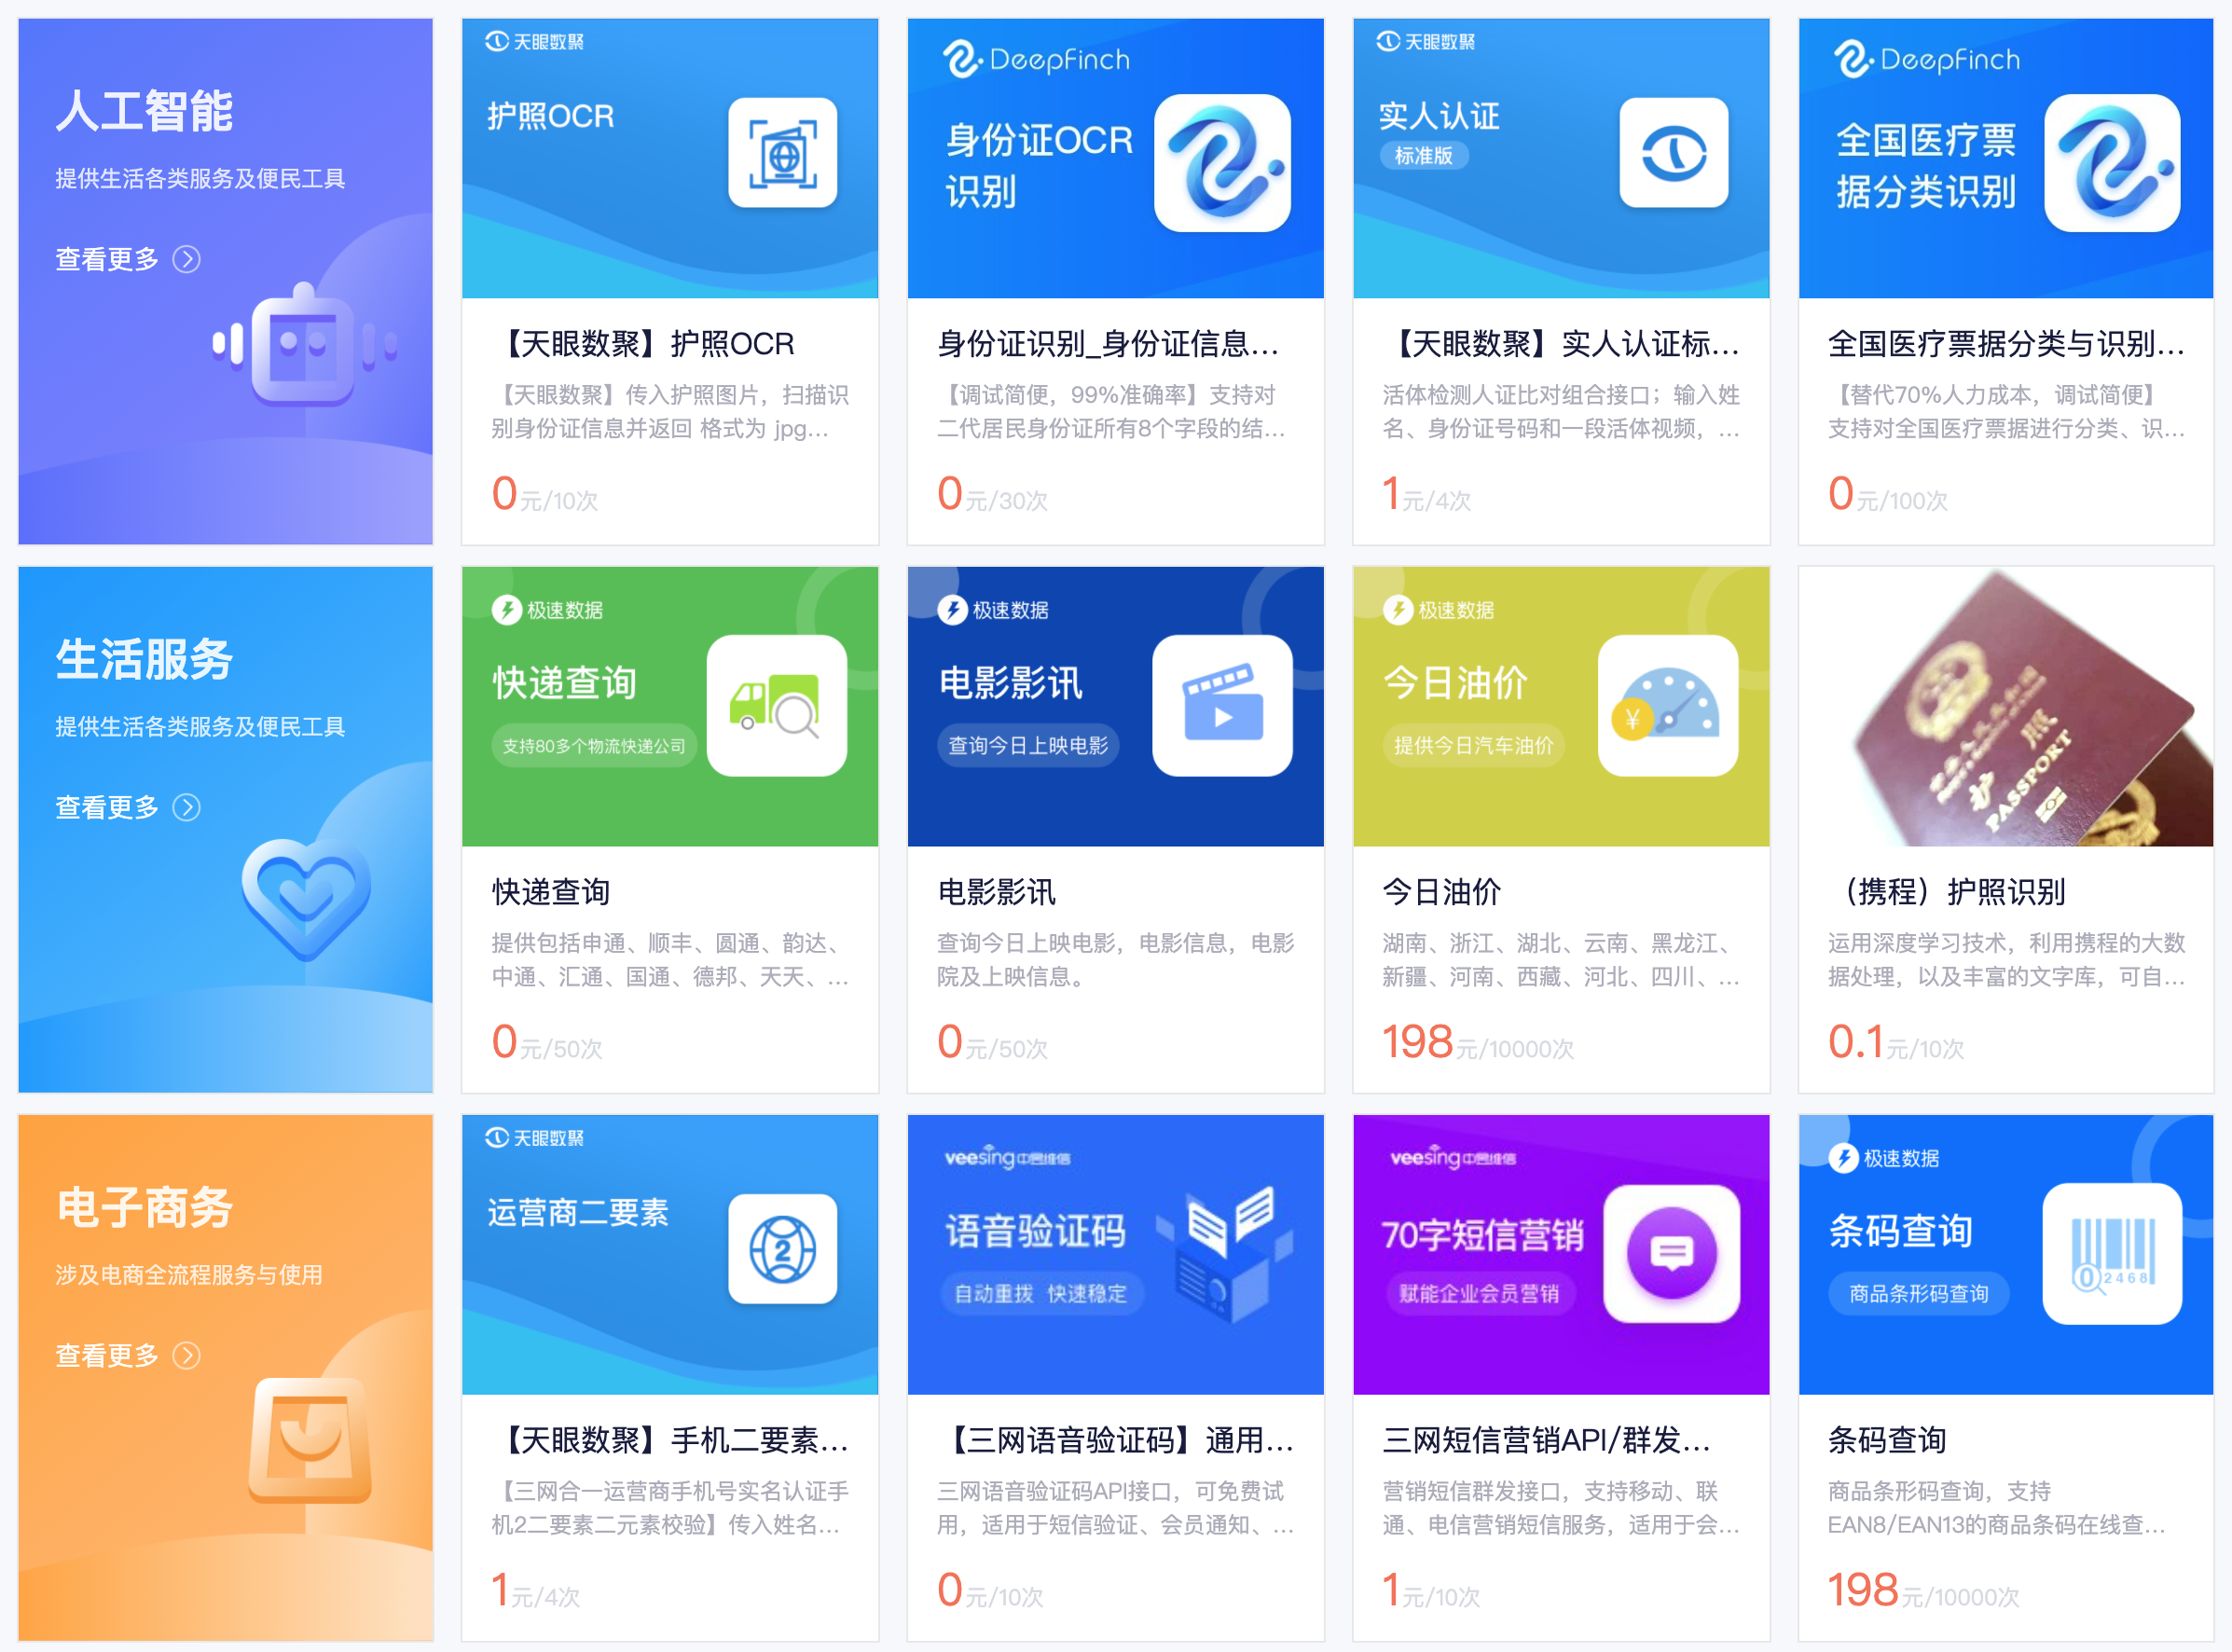 人工智能
提供生活各类服务及便民工具
查看更多
天眼数聚
护照OCR
【天眼数聚】护照OCR
【天眼数聚】传入护照图片，扫描识
别身份证信息并返回 格式为 jpg...
0元/10次
DeepFinch
身份证OCR
识别
身份证识别_身份证信息...
【调试简便，99%准确率】支持对
二代居民身份证所有8个字段的结...
0元/30次
天眼数聚
实人认证
标准版
【天眼数聚】实人认证标...
活体检测人证比对组合接口；输入姓
名、身份证号码和一段活体视频，...
1元/4次
DeepFinch
全国医疗票
据分类识别
全国医疗票据分类与识别...
【替代70%人力成本，调试简便】
支持对全国医疗票据进行分类、识...
0元/100次
生活服务
提供生活各类服务及便民工具
查看更多
极速数据
快递查询
支持80多个物流快递公司
快递查询
提供包括申通、顺丰、圆通、韵达、
中通、汇通、国通、德邦、天天、...
0元/50次
极速数据
电影影讯
查询今日上映电影
电影影讯
查询今日上映电影，电影信息，电影
院及上映信息。
0元/50次
极速数据
今日油价
提供今日汽车油价
¥
今日油价
湖南、浙江、湖北、云南、黑龙江、
新疆、河南、西藏、河北、四川、...
198元/10000次
护照
PASSPORT
（携程）护照识别
运用深度学习技术，利用携程的大数
据处理，以及丰富的文字库，可自...
0.1元/10次
电子商务
涉及电商全流程服务与使用
查看更多
天眼数聚
运营商二要素
2
【天眼数聚】手机二要素...
【三网合一运营商手机号实名认证手
机2二要素二元素校验】传入姓名...
1元/4次
veesing中昱维信
语音验证码
自动重拨 快速稳定
【三网语音验证码】通用...
三网语音验证码API接口，可免费试
用，适用于短信验证、会员通知、...
0元/10次
veesing中昱维信
70字短信营销
赋能企业会员营销
三网短信营销API/群发...
营销短信群发接口，支持移动、联
通、电信营销短信服务，适用于会...
1元/10次
极速数据
条码查询
商品条形码查询
0 2468
条码查询
商品条形码查询，支持
EAN8/EAN13的商品条码在线查...
198元/10000次